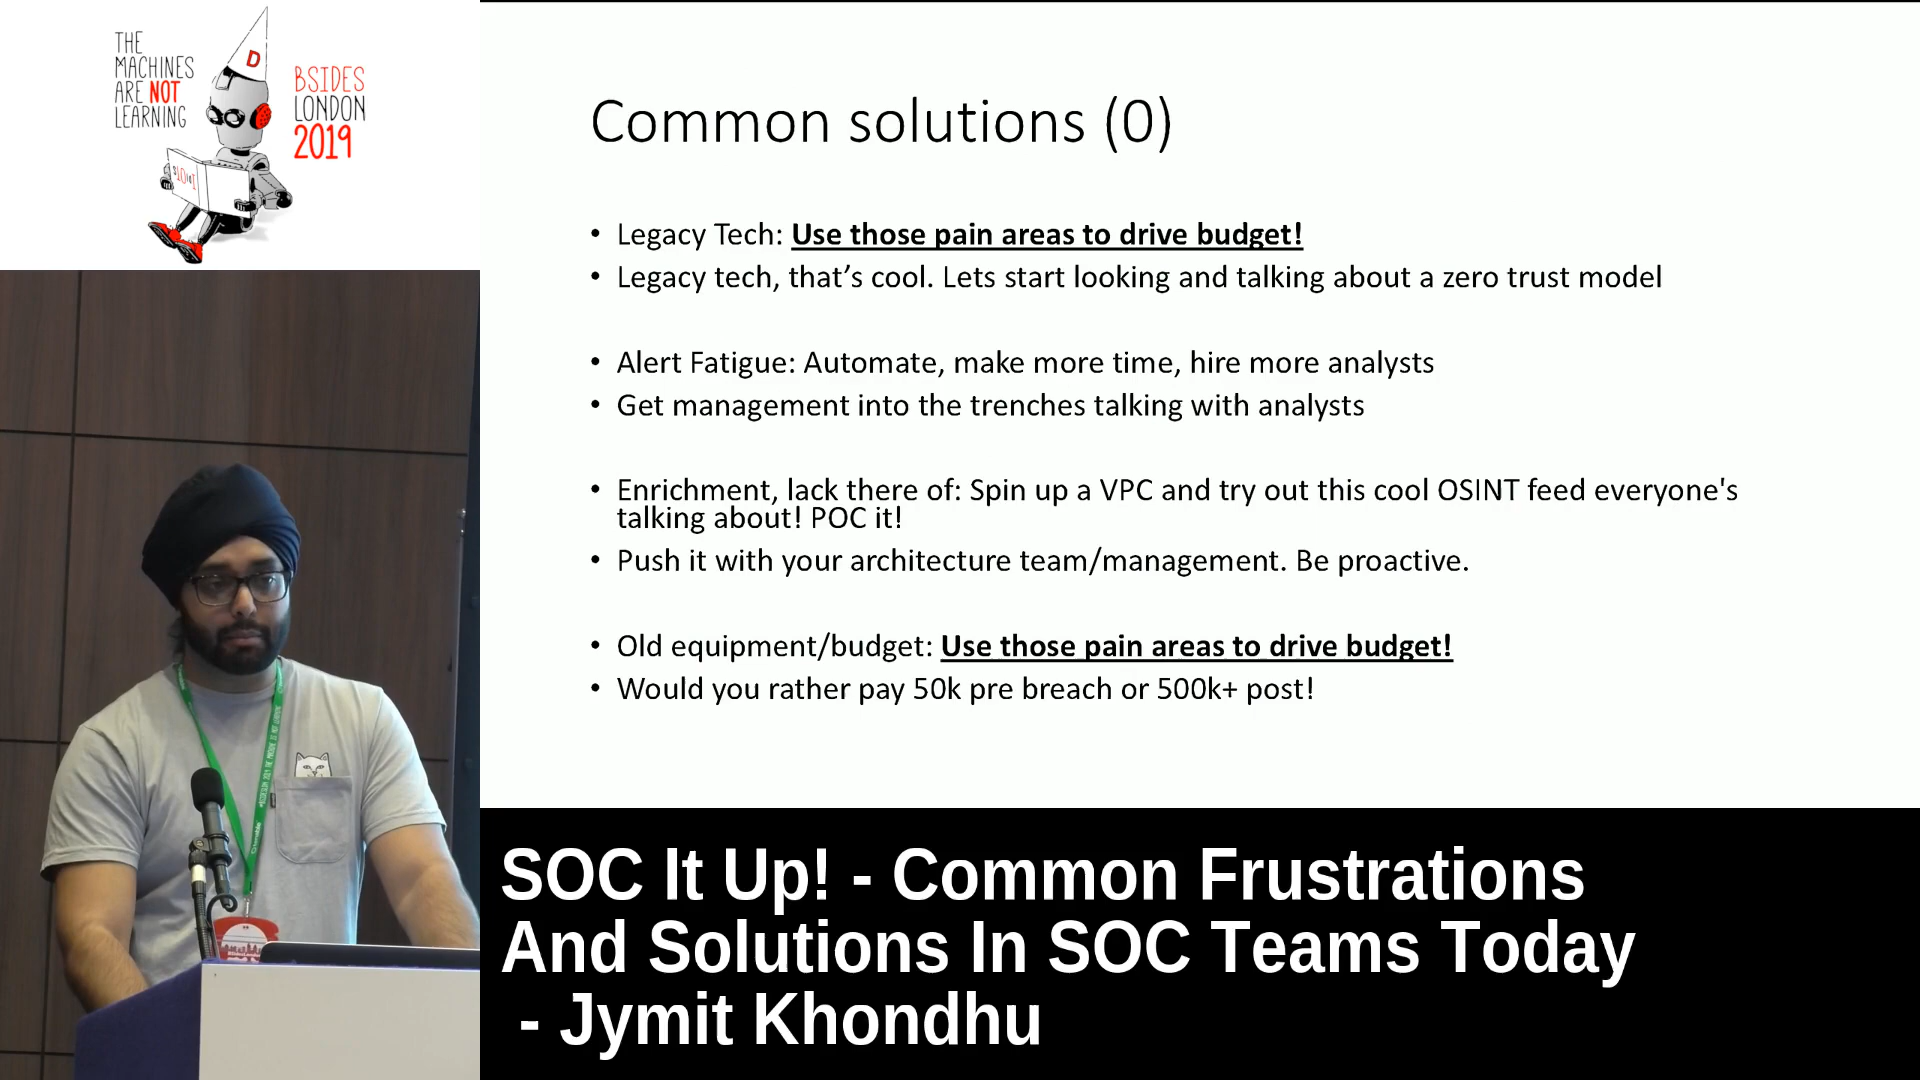 THE
MACHINES
ARE NOT
LEARNING
D
BSIDES
LONDON
2019
Common solutions (0)
• Legacy Tech: Use those pain areas to drive budget!
• Legacy tech, that’s cool. Lets start looking and talking about a zero trust model
• Alert Fatigue: Automate, make more time, hire more analysts
• Get management into the trenches talking with analysts
• Enrichment, lack there of: Spin up a VPC and try out this cool OSINT feed everyone's
talking about! POC it!
• Push it with your architecture team/management. Be proactive.
• Old equipment/budget: Use those pain areas to drive budget!
• Would you rather pay 50k pre breach or 500k+ post!
SOC It Up! - Common Frustrations
And Solutions In SOC Teams Today
- Jymit Khondhu